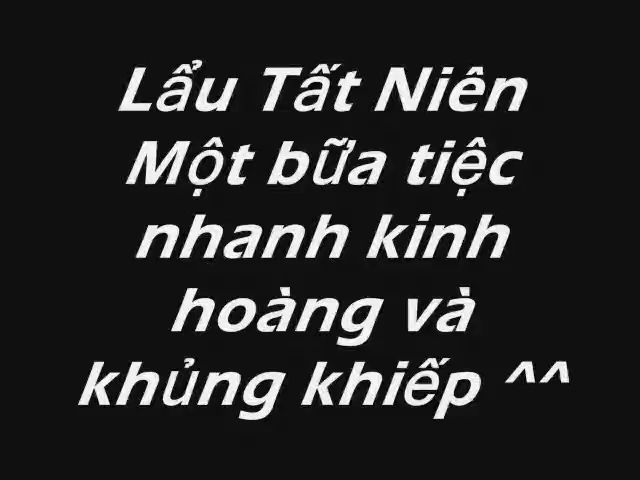 Lẩu Tất Niên
Một bữa tiệc
nhanh kinh
hoàng và
khủng khiếp ^^